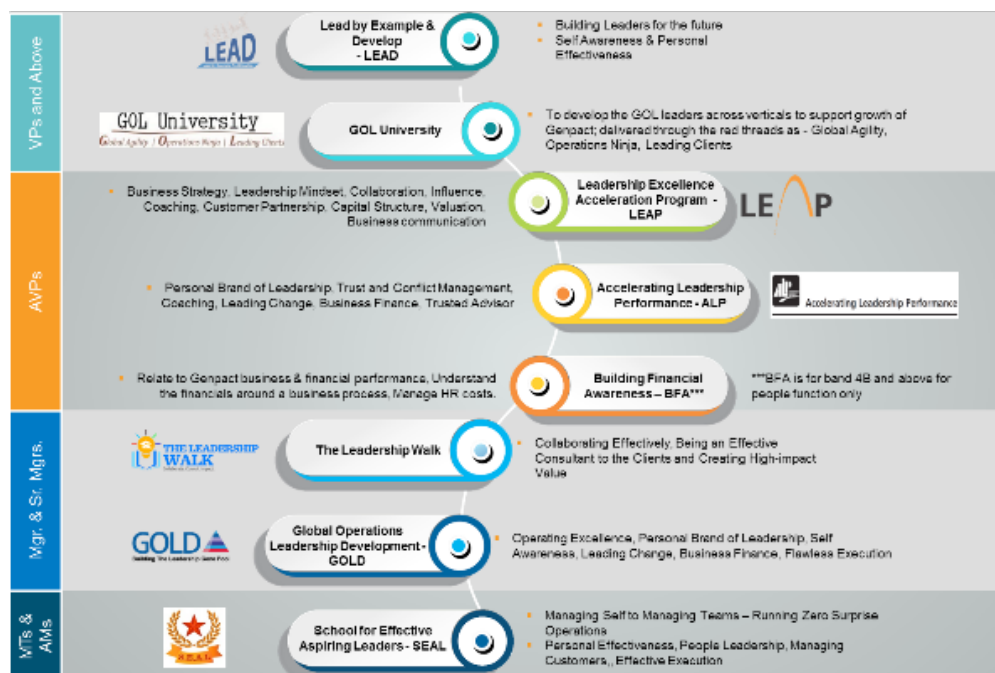 VPs and Above
LEAD
Lead by Example &
Develop
- LEAD
Building Leaders for the future
Self Awareness & Personal
Effectiveness
GOL University
Global Agility | Operations Ninja | Leading Clients
GOL University
To develop the GOL leaders across verticals to support growth of
Genpact; delivered through the red threads as - Global Agility,
Operations Ninja, Leading Clients
AVPs
Business Strategy, Leadership Mindset, Collaboration, Influence,
Coaching, Customer Partnership, Capital Structure, Valuation,
Business communication
Leadership Excellence
Acceleration Program -
LEAP
LEAP
Personal Brand of Leadership, Trust and Conflict Management,
Coaching, Leading Change, Business Finance, Trusted Advisor
Accelerating Leadership
Performance - ALP
alp
Accelerating Leadership Performance
Relate to Genpact business & financial performance, Understand
the financials around a business process, Manage HR costs.
Building Financial
Awareness – BFA***
***BFA is for band 4B and above for
people function only
Mgr. & Sr. Mgrs.
THE LEADERSHIP
WALK
The Leadership Walk
Collaborating Effectively, Being an Effective
Consultant to the Clients and Creating High-impact
Value
GOLD
Building The Leadership Gene Pool
Global Operations
Leadership Development-
GOLD
Operating Excellence, Personal Brand of Leadership, Self
Awareness, Leading Change, Business Finance, Flawless Execution
MTs &
AMs
S.E.A.L
School for Effective
Aspiring Leaders - SEAL
Managing Self to Managing Teams – Running Zero Surprise
Operations
Personal Effectiveness, People Leadership, Managing
Customers,, Effective Execution